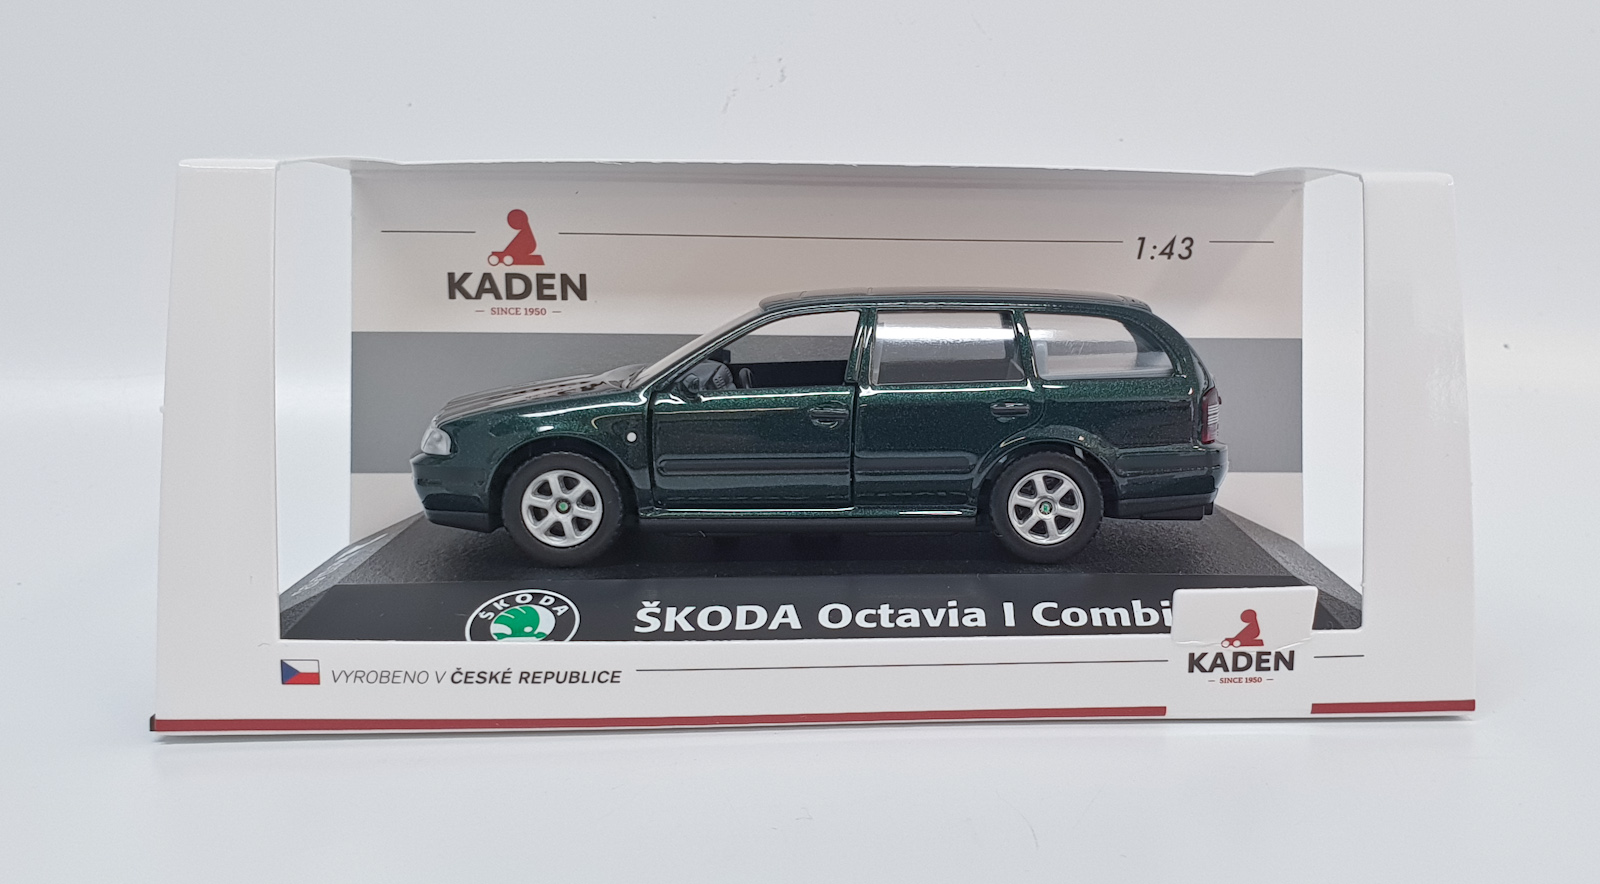 KADEN
SINCE 1950
1:43
ŠKODA
ŠKODA Octavia I Combi
VYROBENO V ČESKÉ REPUBLICE
KADEN
SINCE 1950